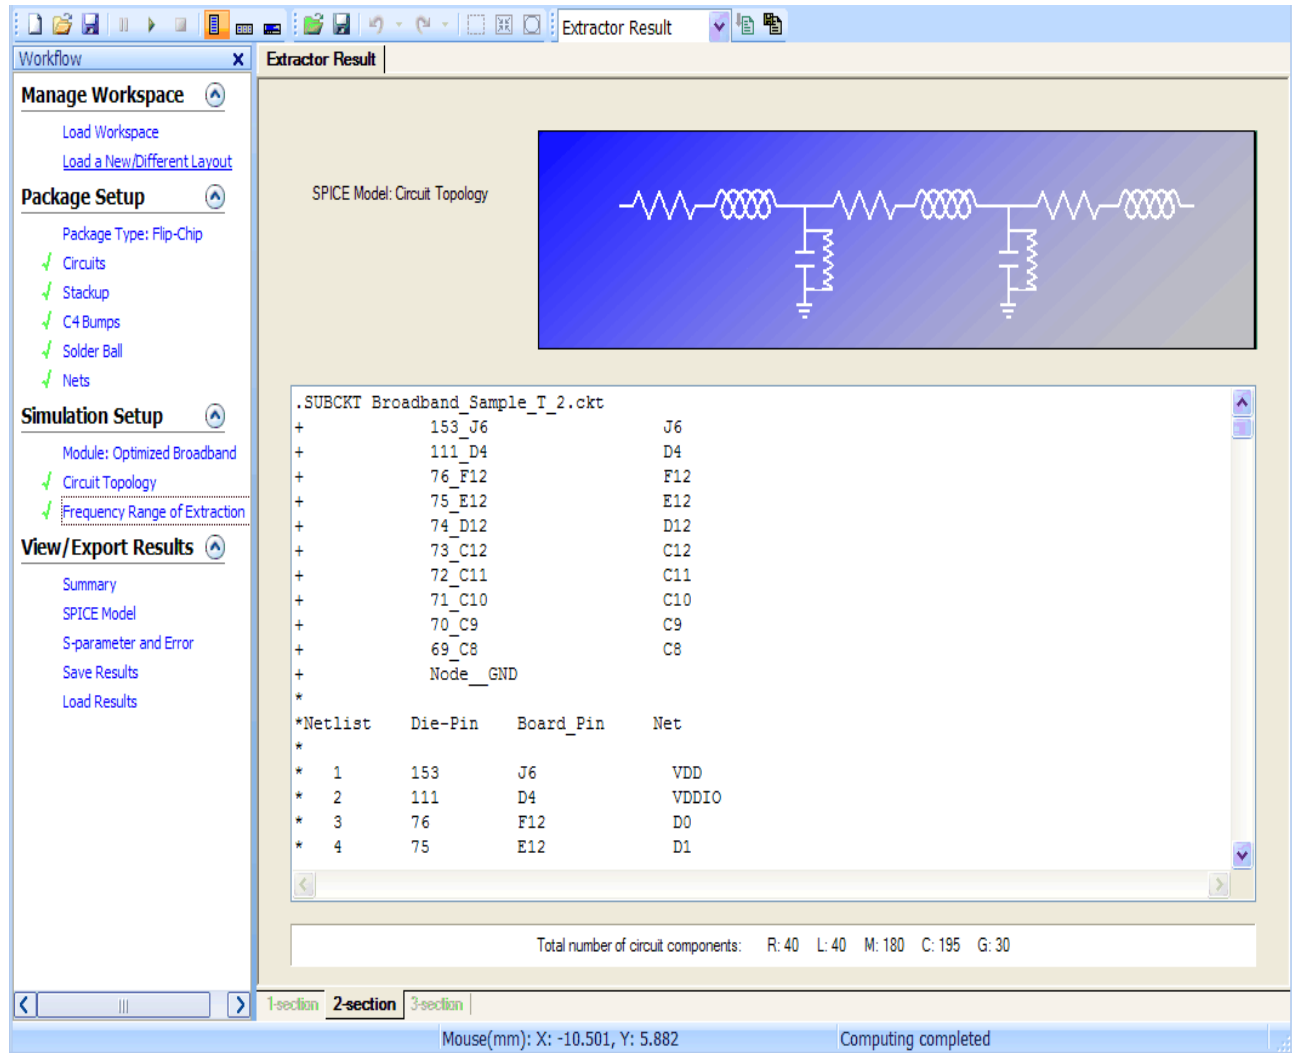 Extractor Result
Workflow x
Extractor Result
Manage Workspace
Load Workspace
Load a New/Different Layout
Package Setup
Package Type: Flip-Chip
Circuits
Stackup
C4 Bumps
Solder Ball
Nets
Simulation Setup
Module: Optimized Broadband
Circuit Topology
Frequency Range of Extraction
View/Export Results
Summary
SPICE Model
S-parameter and Error
Save Results
Load Results
SPICE Model: Circuit Topology
.SUBCKT Broadband_Sample_T_2.ckt
+ 153_J6 J6
+ 111_D4 D4
+ 76_F12 F12
+ 75_E12 E12
+ 74_D12 D12
+ 73_C12 C12
+ 72_C11 C11
+ 71_C10 C10
+ 70_C9 C9
+ 69_C8 C8
+ Node__GND
*
*Netlist Die-Pin Board_Pin Net
*
* 1 153 J6 VDD
* 2 111 D4 VDDIO
* 3 76 F12 D0
* 4 75 E12 D1
Total number of circuit components: R: 40 L: 40 M: 180 C: 195 G: 30
1-section 2-section 3-section
Mouse(mm): X: -10.501, Y: 5.882 Computing completed